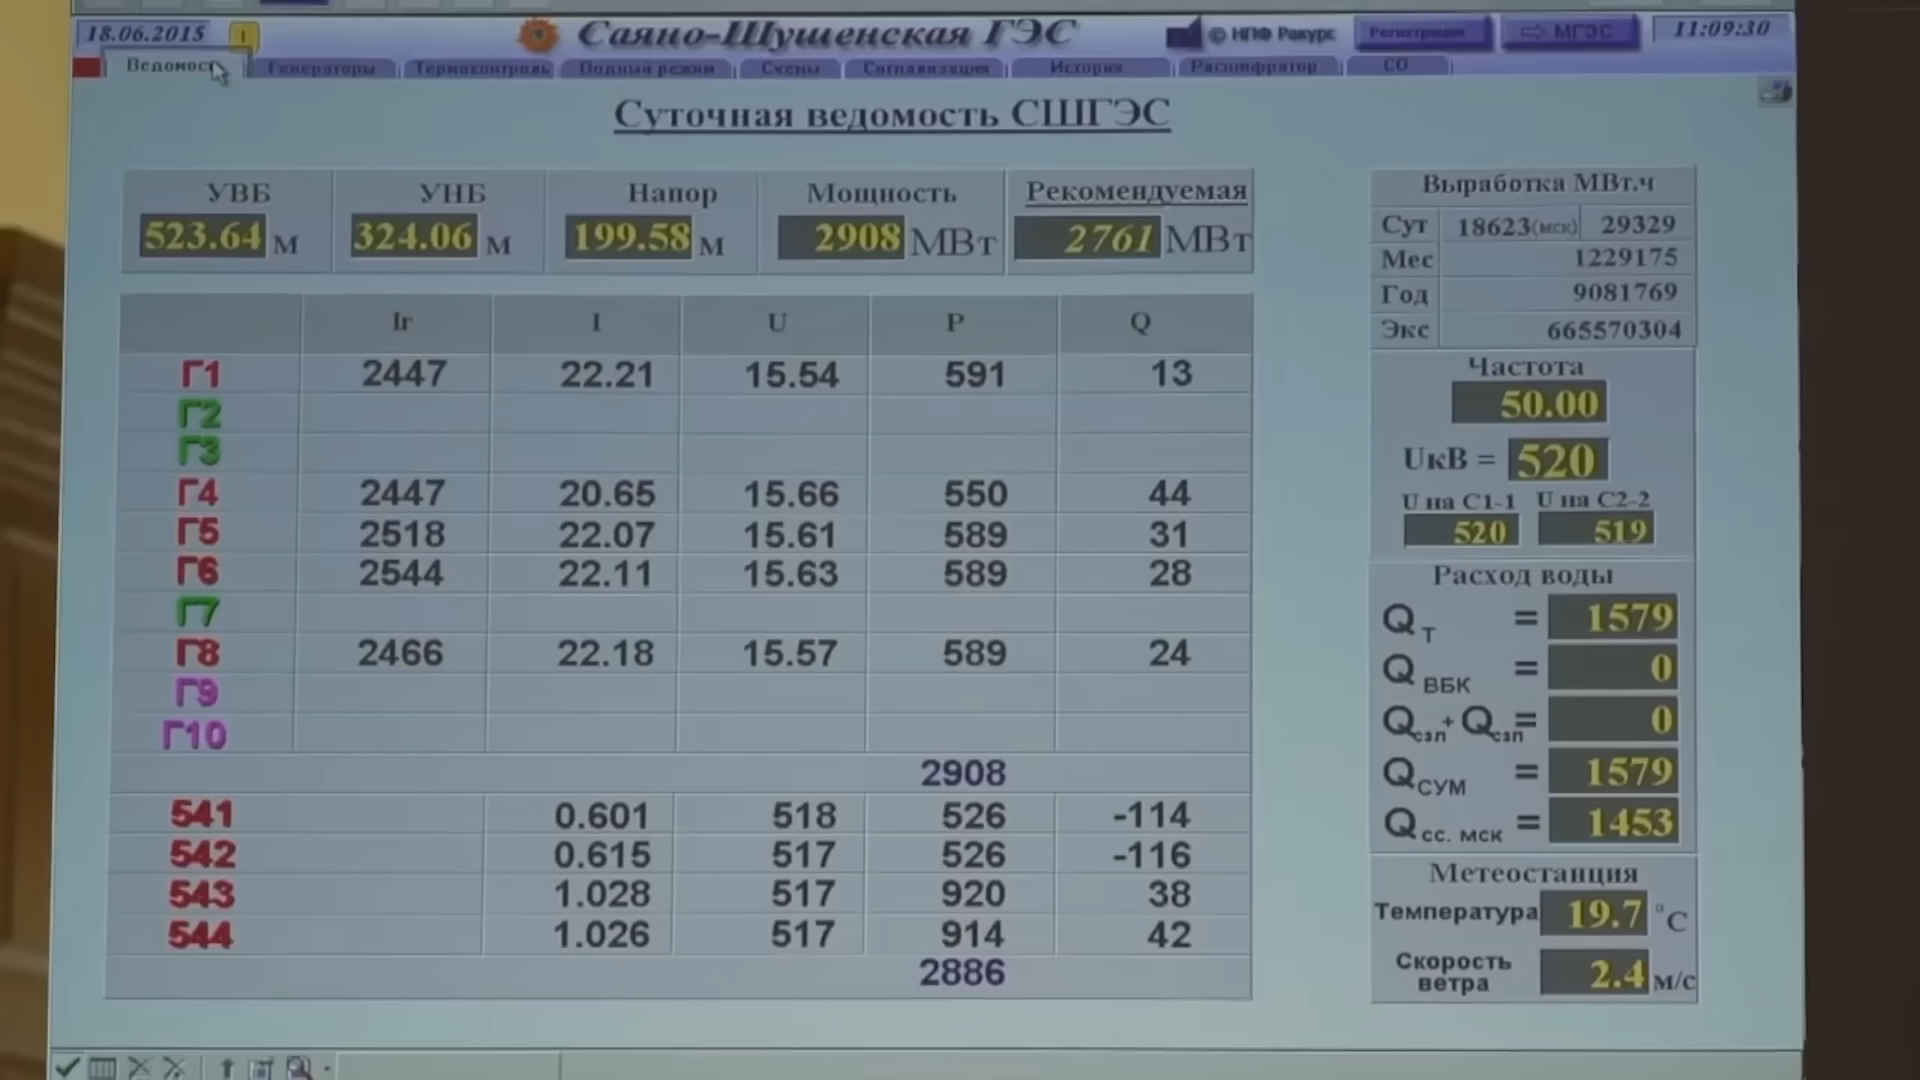 18.06.2015 Саяно-Шушенская ГЭС © НПФ Ракурс Регистрация МГЭС 11:09:30
Ведомость Генераторы Термоконтроль Водный режим Схемы Сигнализация История Расшифратор СО
Суточная ведомость СШГЭС
УВБ УНБ Напор Мощность Рекомендуемая
523.64 м 324.06 м 199.58 м 2908 МВт 2761 МВт
Ir I U P Q
Г1 2447 22.21 15.54 591 13
Г2
Г3
Г4 2447 20.65 15.66 550 44
Г5 2518 22.07 15.61 589 31
Г6 2544 22.11 15.63 589 28
Г7
Г8 2466 22.18 15.57 589 24
Г9
Г10
2908
541 0.601 518 526 -114
542 0.615 517 526 -116
543 1.028 517 920 38
544 1.026 517 914 42
2886
Выработка МВт.ч
Сут 18623(мск) 29329
Мес 1229175
Год 9081769
Экс 665570304
Частота
50.00
UкВ = 520
U на С1-1 U на С2-2
520 519
Расход воды
Q Т = 1579
Q ВБК = 0
Q сэл + Q сзп = 0
Q СУМ = 1579
Q сс. мск = 1453
Метеостанция
Температура 19.7 °C
Скорость
ветра 2.4 м/с